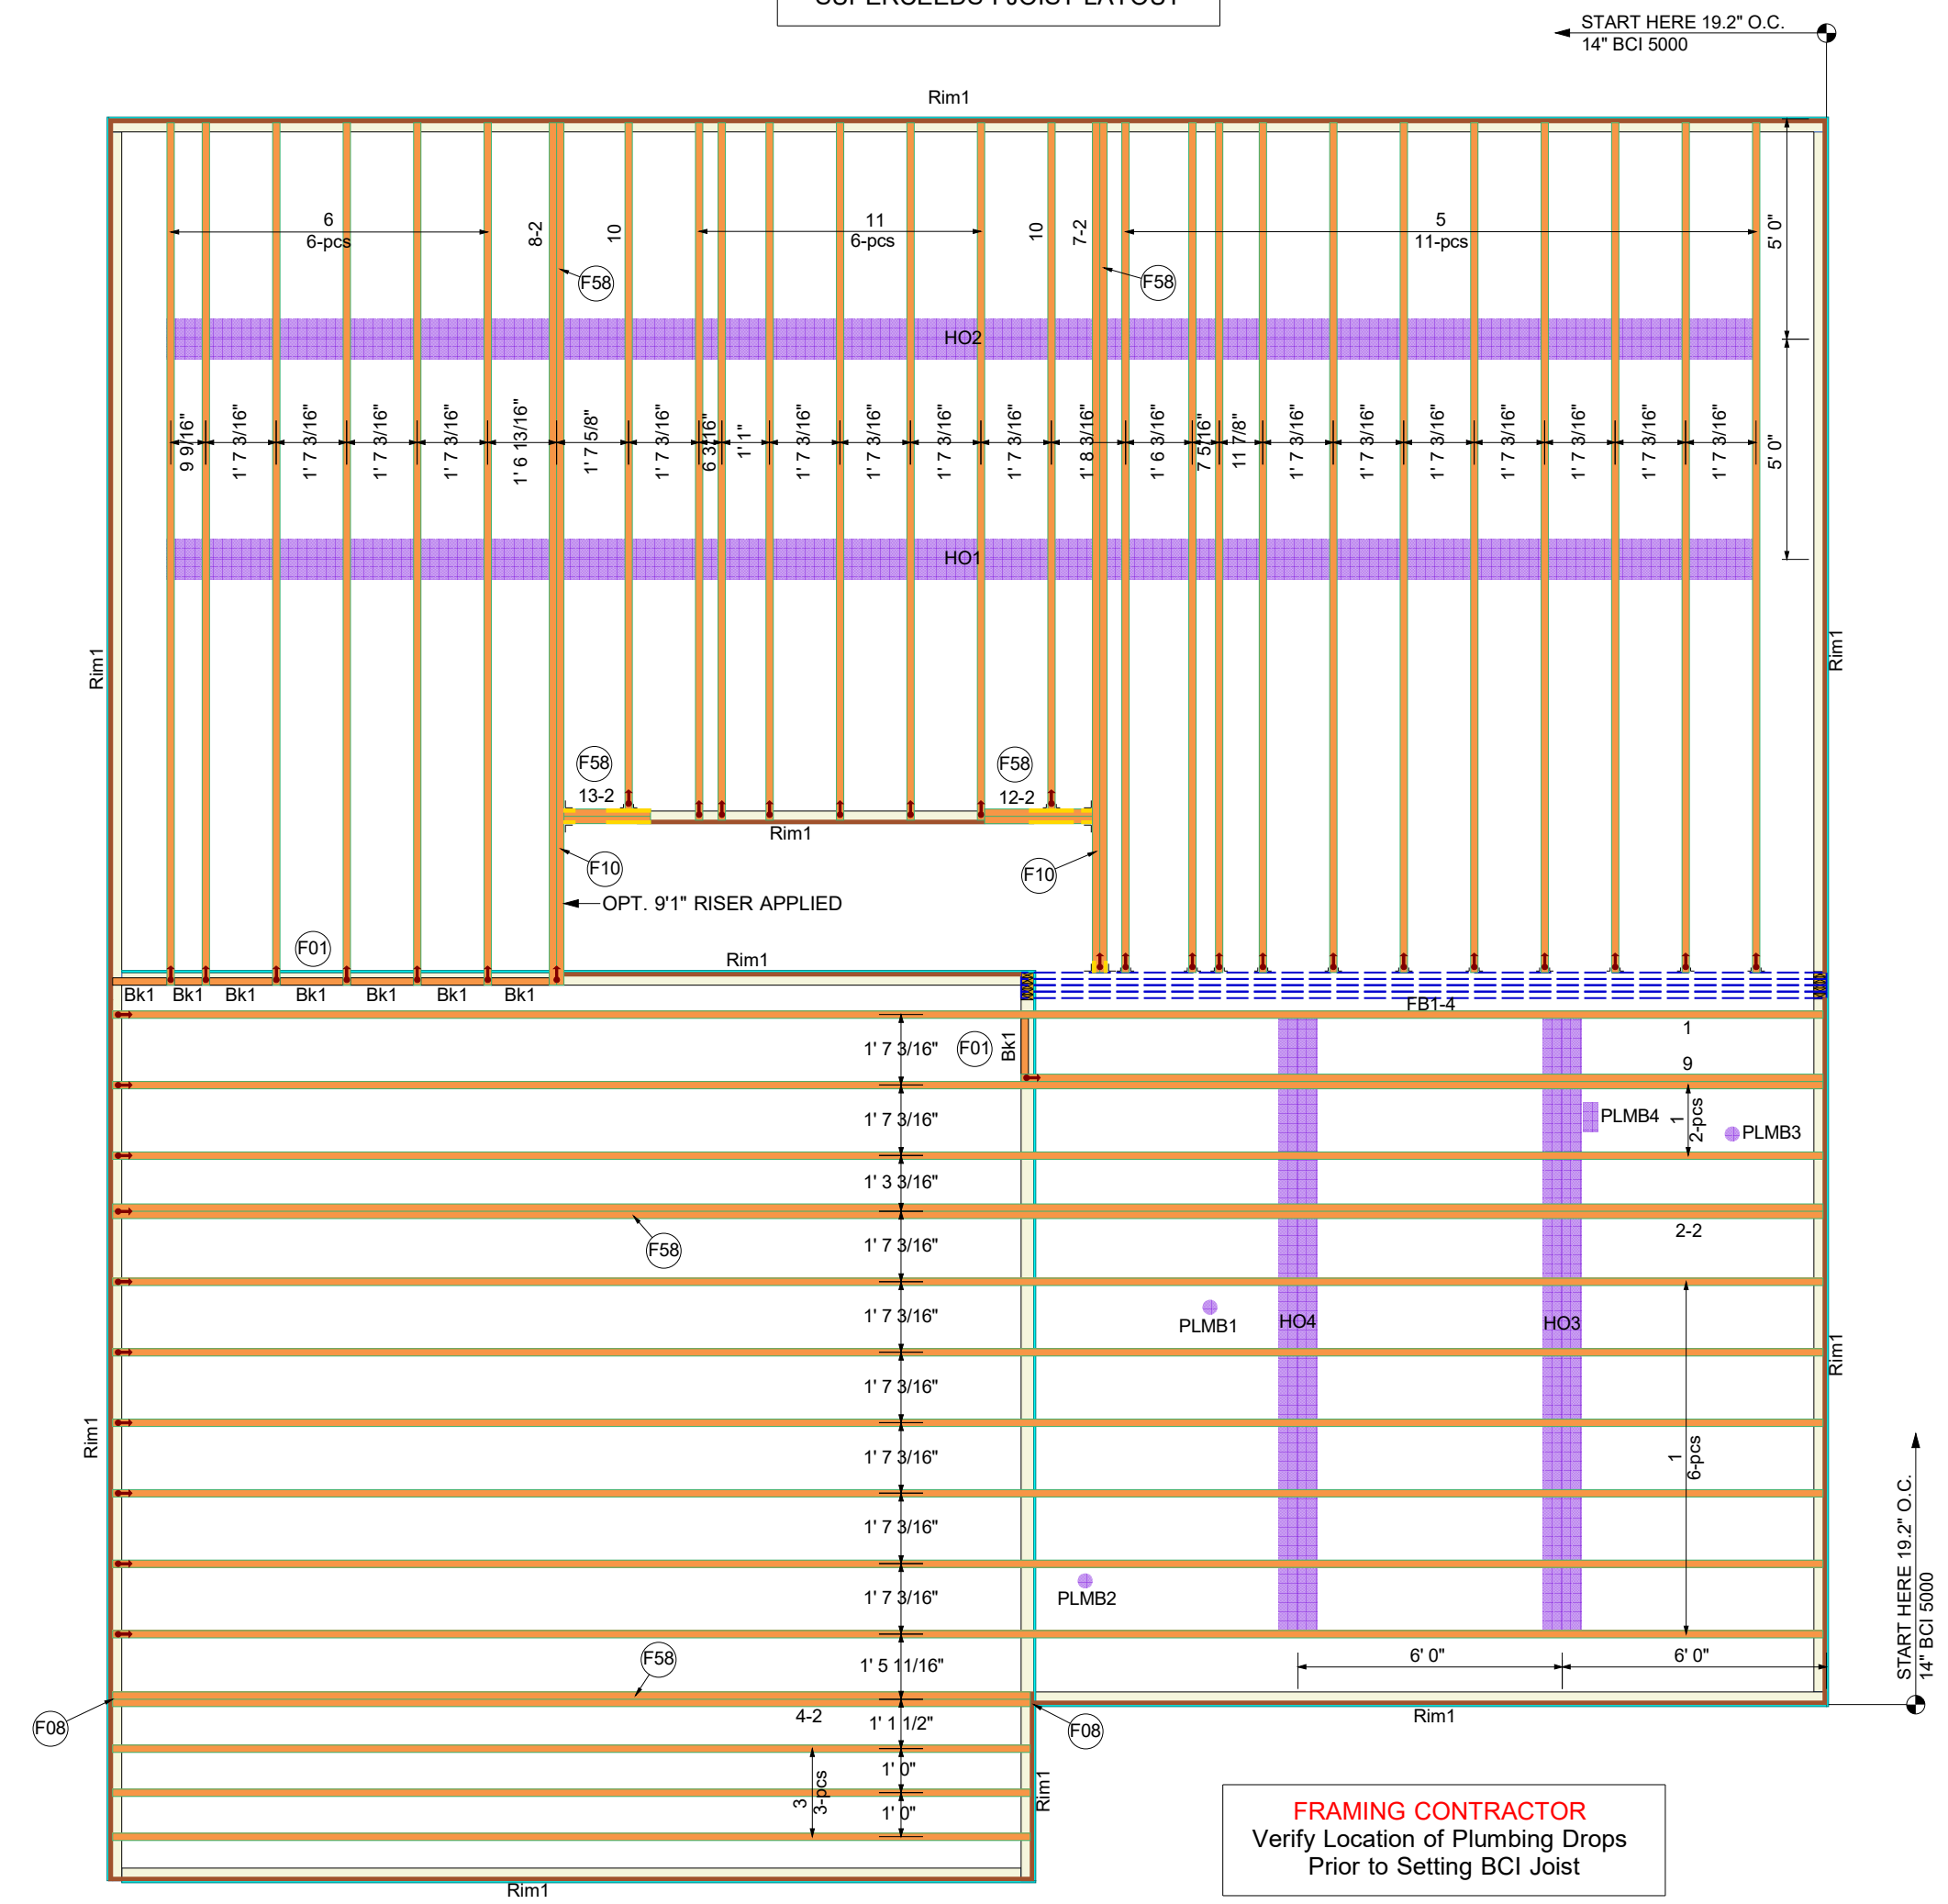 SUPERCEEDS I JOIST LAYOUT
START HERE 19.2" O.C.
14" BCI 5000
Rim1
6
6-pcs
8-2
10
11
6-pcs
10
7-2
5
11-pcs
5' 0"
F58
F58
HO2
9 9/16"
1' 7 3/16"
1' 7 3/16"
1' 7 3/16"
1' 7 3/16"
1' 6 13/16"
1' 7 5/8"
1' 7 3/16"
6 3/16"
1' 1"
1' 7 3/16"
1' 7 3/16"
1' 7 3/16"
1' 7 3/16"
1' 8 3/16"
1' 6 3/16"
7 5/16"
11 7/8"
1' 7 3/16"
1' 7 3/16"
1' 7 3/16"
1' 7 3/16"
1' 7 3/16"
1' 7 3/16"
1' 7 3/16"
5' 0"
HO1
Rim1
Rim1
F58
13-2
F58
12-2
Rim1
F10
F10
OPT. 9'1" RISER APPLIED
F01
Rim1
Bk1
Bk1
Bk1
Bk1
Bk1
Bk1
Bk1
FB1-4
1
1' 7 3/16"
F01
Bk1
9
1' 7 3/16"
1
2-pcs
PLMB4
PLMB3
1' 3 3/16"
2-2
1' 7 3/16"
F58
1' 7 3/16"
PLMB1
HO4
HO3
Rim1
1' 7 3/16"
Rim1
1' 7 3/16"
1
6-pcs
1' 7 3/16"
START HERE 19.2" O.C.
14" BCI 5000
1' 7 3/16"
PLMB2
1' 5 11/16"
F58
6' 0"
6' 0"
F08
4-2
1' 1 1/2"
F08
Rim1
1' 0"
3
3-pcs
1' 0"
Rim1
FRAMING CONTRACTOR
Verify Location of Plumbing Drops
Prior to Setting BCI Joist
Rim1